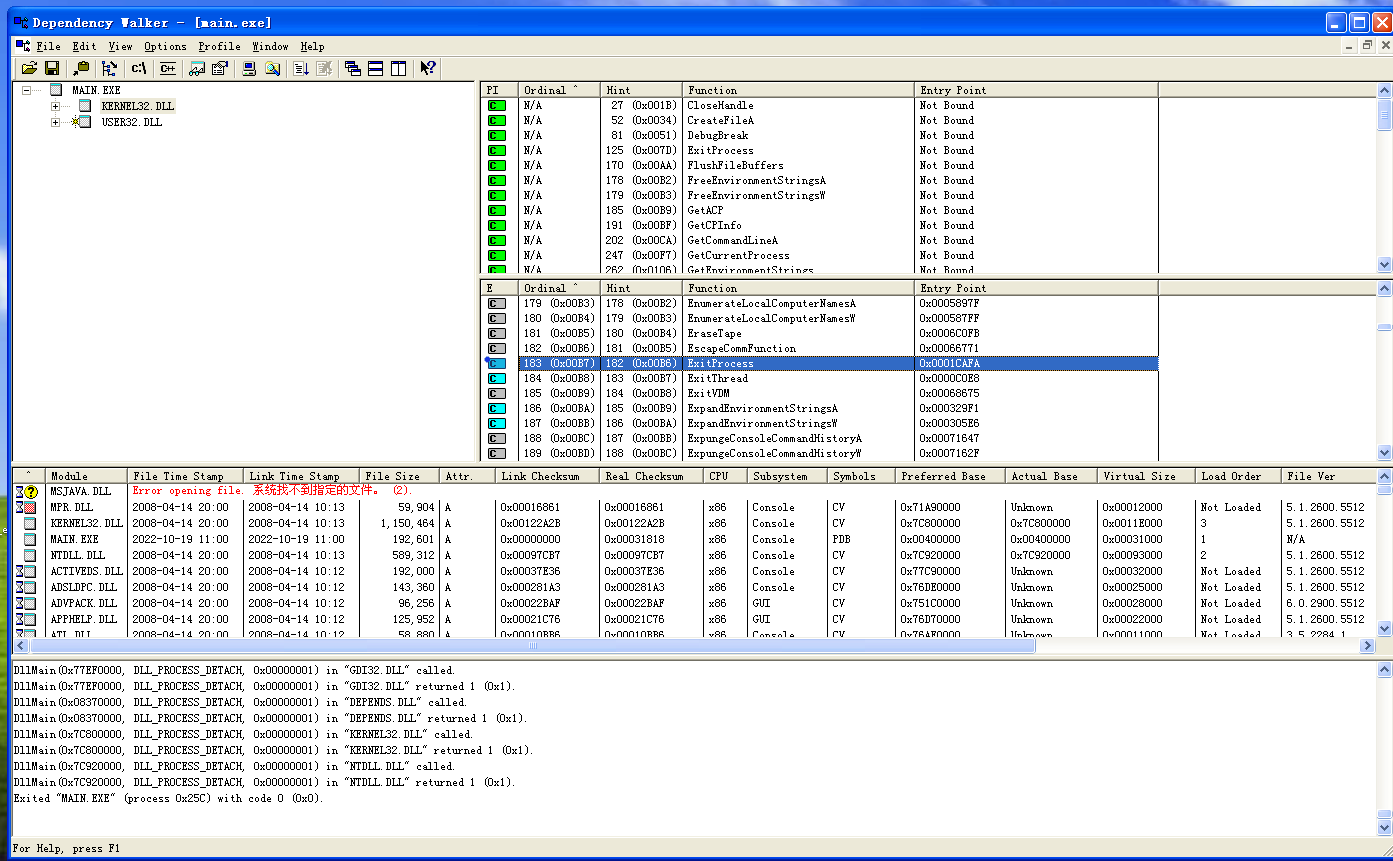 Dependency Walker - [main.exe]
File Edit View Options Profile Window Help
C:\ C++
MAIN.EXE
KERNEL32.DLL
USER32.DLL
PI Ordinal ^ Hint Function Entry Point
C N/A 27 (0x001B) CloseHandle Not Bound
C N/A 52 (0x0034) CreateFileA Not Bound
C N/A 81 (0x0051) DebugBreak Not Bound
C N/A 125 (0x007D) ExitProcess Not Bound
C N/A 170 (0x00AA) FlushFileBuffers Not Bound
C N/A 178 (0x00B2) FreeEnvironmentStringsA Not Bound
C N/A 179 (0x00B3) FreeEnvironmentStringsW Not Bound
C N/A 185 (0x00B9) GetACP Not Bound
C N/A 191 (0x00BF) GetCPInfo Not Bound
C N/A 202 (0x00CA) GetCommandLineA Not Bound
C N/A 247 (0x00F7) GetCurrentProcess Not Bound
C N/A 262 (0x0106) GetEnvironmentStrings Not Bound
E Ordinal ^ Hint Function Entry Point
C 179 (0x00B3) 178 (0x00B2) EnumerateLocalComputerNamesA 0x0005897F
C 180 (0x00B4) 179 (0x00B3) EnumerateLocalComputerNamesW 0x000587FF
C 181 (0x00B5) 180 (0x00B4) EraseTape 0x0006C0FB
C 182 (0x00B6) 181 (0x00B5) EscapeCommFunction 0x00066771
C 183 (0x00B7) 182 (0x00B6) ExitProcess 0x0001CAFA
C 184 (0x00B8) 183 (0x00B7) ExitThread 0x0000C0E8
C 185 (0x00B9) 184 (0x00B8) ExitVDM 0x00068675
C 186 (0x00BA) 185 (0x00B9) ExpandEnvironmentStringsA 0x000329F1
C 187 (0x00BB) 186 (0x00BA) ExpandEnvironmentStringsW 0x000305E6
C 188 (0x00BC) 187 (0x00BB) ExpungeConsoleCommandHistoryA 0x00071647
C 189 (0x00BD) 188 (0x00BC) ExpungeConsoleCommandHistoryW 0x0007162F
^ Module File Time Stamp Link Time Stamp File Size Attr. Link Checksum Real Checksum CPU Subsystem Symbols Preferred Base Actual Base Virtual Size Load Order File Ver
? MSJAVA.DLL Error opening file. 系统找不到指定的文件。 (2).
MPR.DLL 2008-04-14 20:00 2008-04-14 10:13 59,904 A 0x00016861 0x00016861 x86 Console CV 0x71A90000 Unknown 0x00012000 Not Loaded 5.1.2600.5512
KERNEL32.DLL 2008-04-14 20:00 2008-04-14 10:13 1,150,464 A 0x00122A2B 0x00122A2B x86 Console CV 0x7C800000 0x7C800000 0x0011E000 3 5.1.2600.5512
MAIN.EXE 2022-10-19 11:00 2022-10-19 11:00 192,601 A 0x00000000 0x00031818 x86 Console PDB 0x00400000 0x00400000 0x00031000 1 N/A
NTDLL.DLL 2008-04-14 20:00 2008-04-14 10:13 589,312 A 0x00097CB7 0x00097CB7 x86 Console CV 0x7C920000 0x7C920000 0x00093000 2 5.1.2600.5512
ACTIVEDS.DLL 2008-04-14 20:00 2008-04-14 10:12 192,000 A 0x00037E36 0x00037E36 x86 Console CV 0x77C90000 Unknown 0x00032000 Not Loaded 5.1.2600.5512
ADSLDPC.DLL 2008-04-14 20:00 2008-04-14 10:12 143,360 A 0x000281A3 0x000281A3 x86 Console CV 0x76DE0000 Unknown 0x00025000 Not Loaded 5.1.2600.5512
ADVPACK.DLL 2008-04-14 20:00 2008-04-14 10:12 96,256 A 0x00022BAF 0x00022BAF x86 GUI CV 0x751C0000 Unknown 0x00028000 Not Loaded 6.0.2900.5512
APPHELP.DLL 2008-04-14 20:00 2008-04-14 10:12 125,952 A 0x00021C76 0x00021C76 x86 GUI CV 0x76D70000 Unknown 0x00022000 Not Loaded 5.1.2600.5512
ATL.DLL 2008-04-14 20:00 2008-04-14 10:12 58,880 A 0x00010BB6 0x00010BB6 x86 Console CV 0x76AF0000 Unknown 0x00011000 Not Loaded 3.5.2284.1
DllMain(0x77EF0000, DLL_PROCESS_DETACH, 0x00000001) in "GDI32.DLL" called.
DllMain(0x77EF0000, DLL_PROCESS_DETACH, 0x00000001) in "GDI32.DLL" returned 1 (0x1).
DllMain(0x08370000, DLL_PROCESS_DETACH, 0x00000001) in "DEPENDS.DLL" called.
DllMain(0x08370000, DLL_PROCESS_DETACH, 0x00000001) in "DEPENDS.DLL" returned 1 (0x1).
DllMain(0x7C800000, DLL_PROCESS_DETACH, 0x00000001) in "KERNEL32.DLL" called.
DllMain(0x7C800000, DLL_PROCESS_DETACH, 0x00000001) in "KERNEL32.DLL" returned 1 (0x1).
DllMain(0x7C920000, DLL_PROCESS_DETACH, 0x00000001) in "NTDLL.DLL" called.
DllMain(0x7C920000, DLL_PROCESS_DETACH, 0x00000001) in "NTDLL.DLL" returned 1 (0x1).
Exited "MAIN.EXE" (process 0x25C) with code 0 (0x0).
For Help, press F1